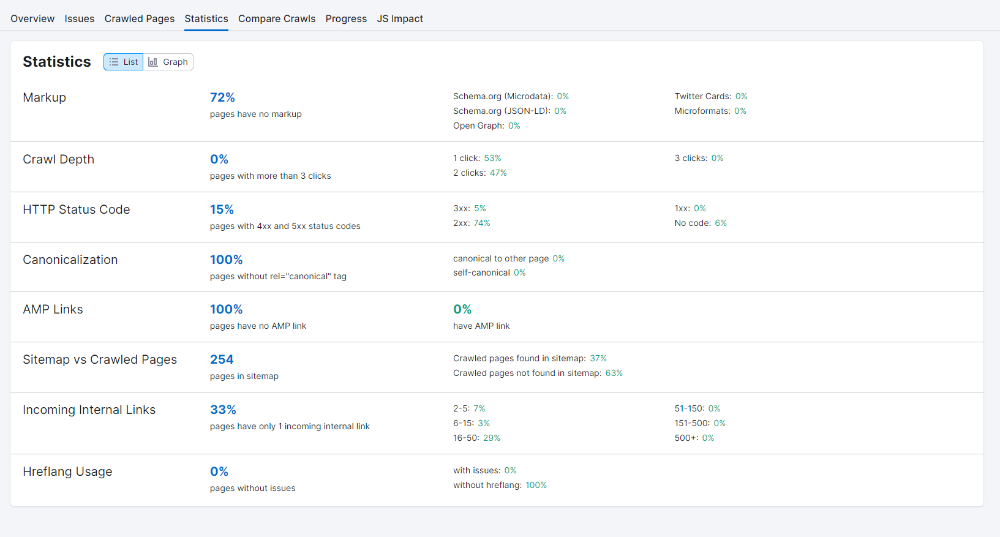 Overview Issues Crawled Pages Statistics Compare Crawls Progress JS Impact
Statistics List Graph
Markup
72%
pages have no markup
Schema.org (Microdata): 0%
Schema.org (JSON-LD): 0%
Open Graph: 0%
Twitter Cards: 0%
Microformats: 0%
Crawl Depth
0%
pages with more than 3 clicks
1 click: 53%
2 clicks: 47%
3 clicks: 0%
HTTP Status Code
15%
pages with 4xx and 5xx status codes
3xx: 5%
2xx: 74%
1xx: 0%
No code: 6%
Canonicalization
100%
pages without rel="canonical" tag
canonical to other page 0%
self-canonical 0%
AMP Links
100%
pages have no AMP link
0%
have AMP link
Sitemap vs Crawled Pages
254
pages in sitemap
Crawled pages found in sitemap: 37%
Crawled pages not found in sitemap: 63%
Incoming Internal Links
33%
pages have only 1 incoming internal link
2-5: 7%
6-15: 3%
16-50: 29%
51-150: 0%
151-500: 0%
500+: 0%
Hreflang Usage
0%
pages without issues
with issues: 0%
without hreflang: 100%